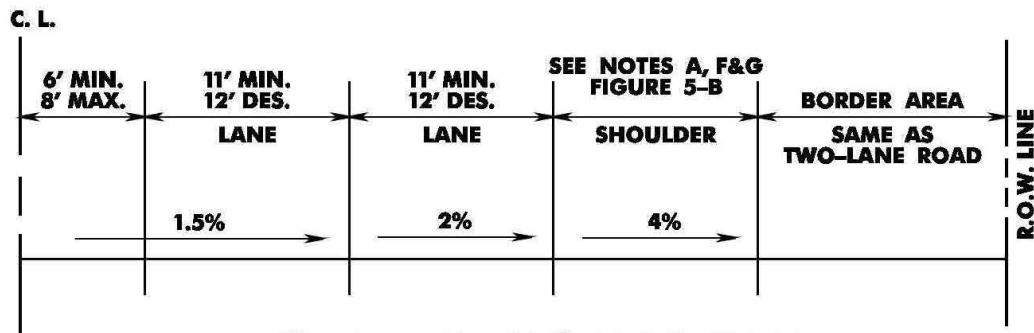 C. L.
6' MIN.
8' MAX.
11' MIN.
12' DES.
LANE
11' MIN.
12' DES.
LANE
SEE NOTES A, F&G
FIGURE 5–B
SHOULDER
BORDER AREA
SAME AS
TWO–LANE ROAD
R.O.W. LINE
1.5%
2%
4%